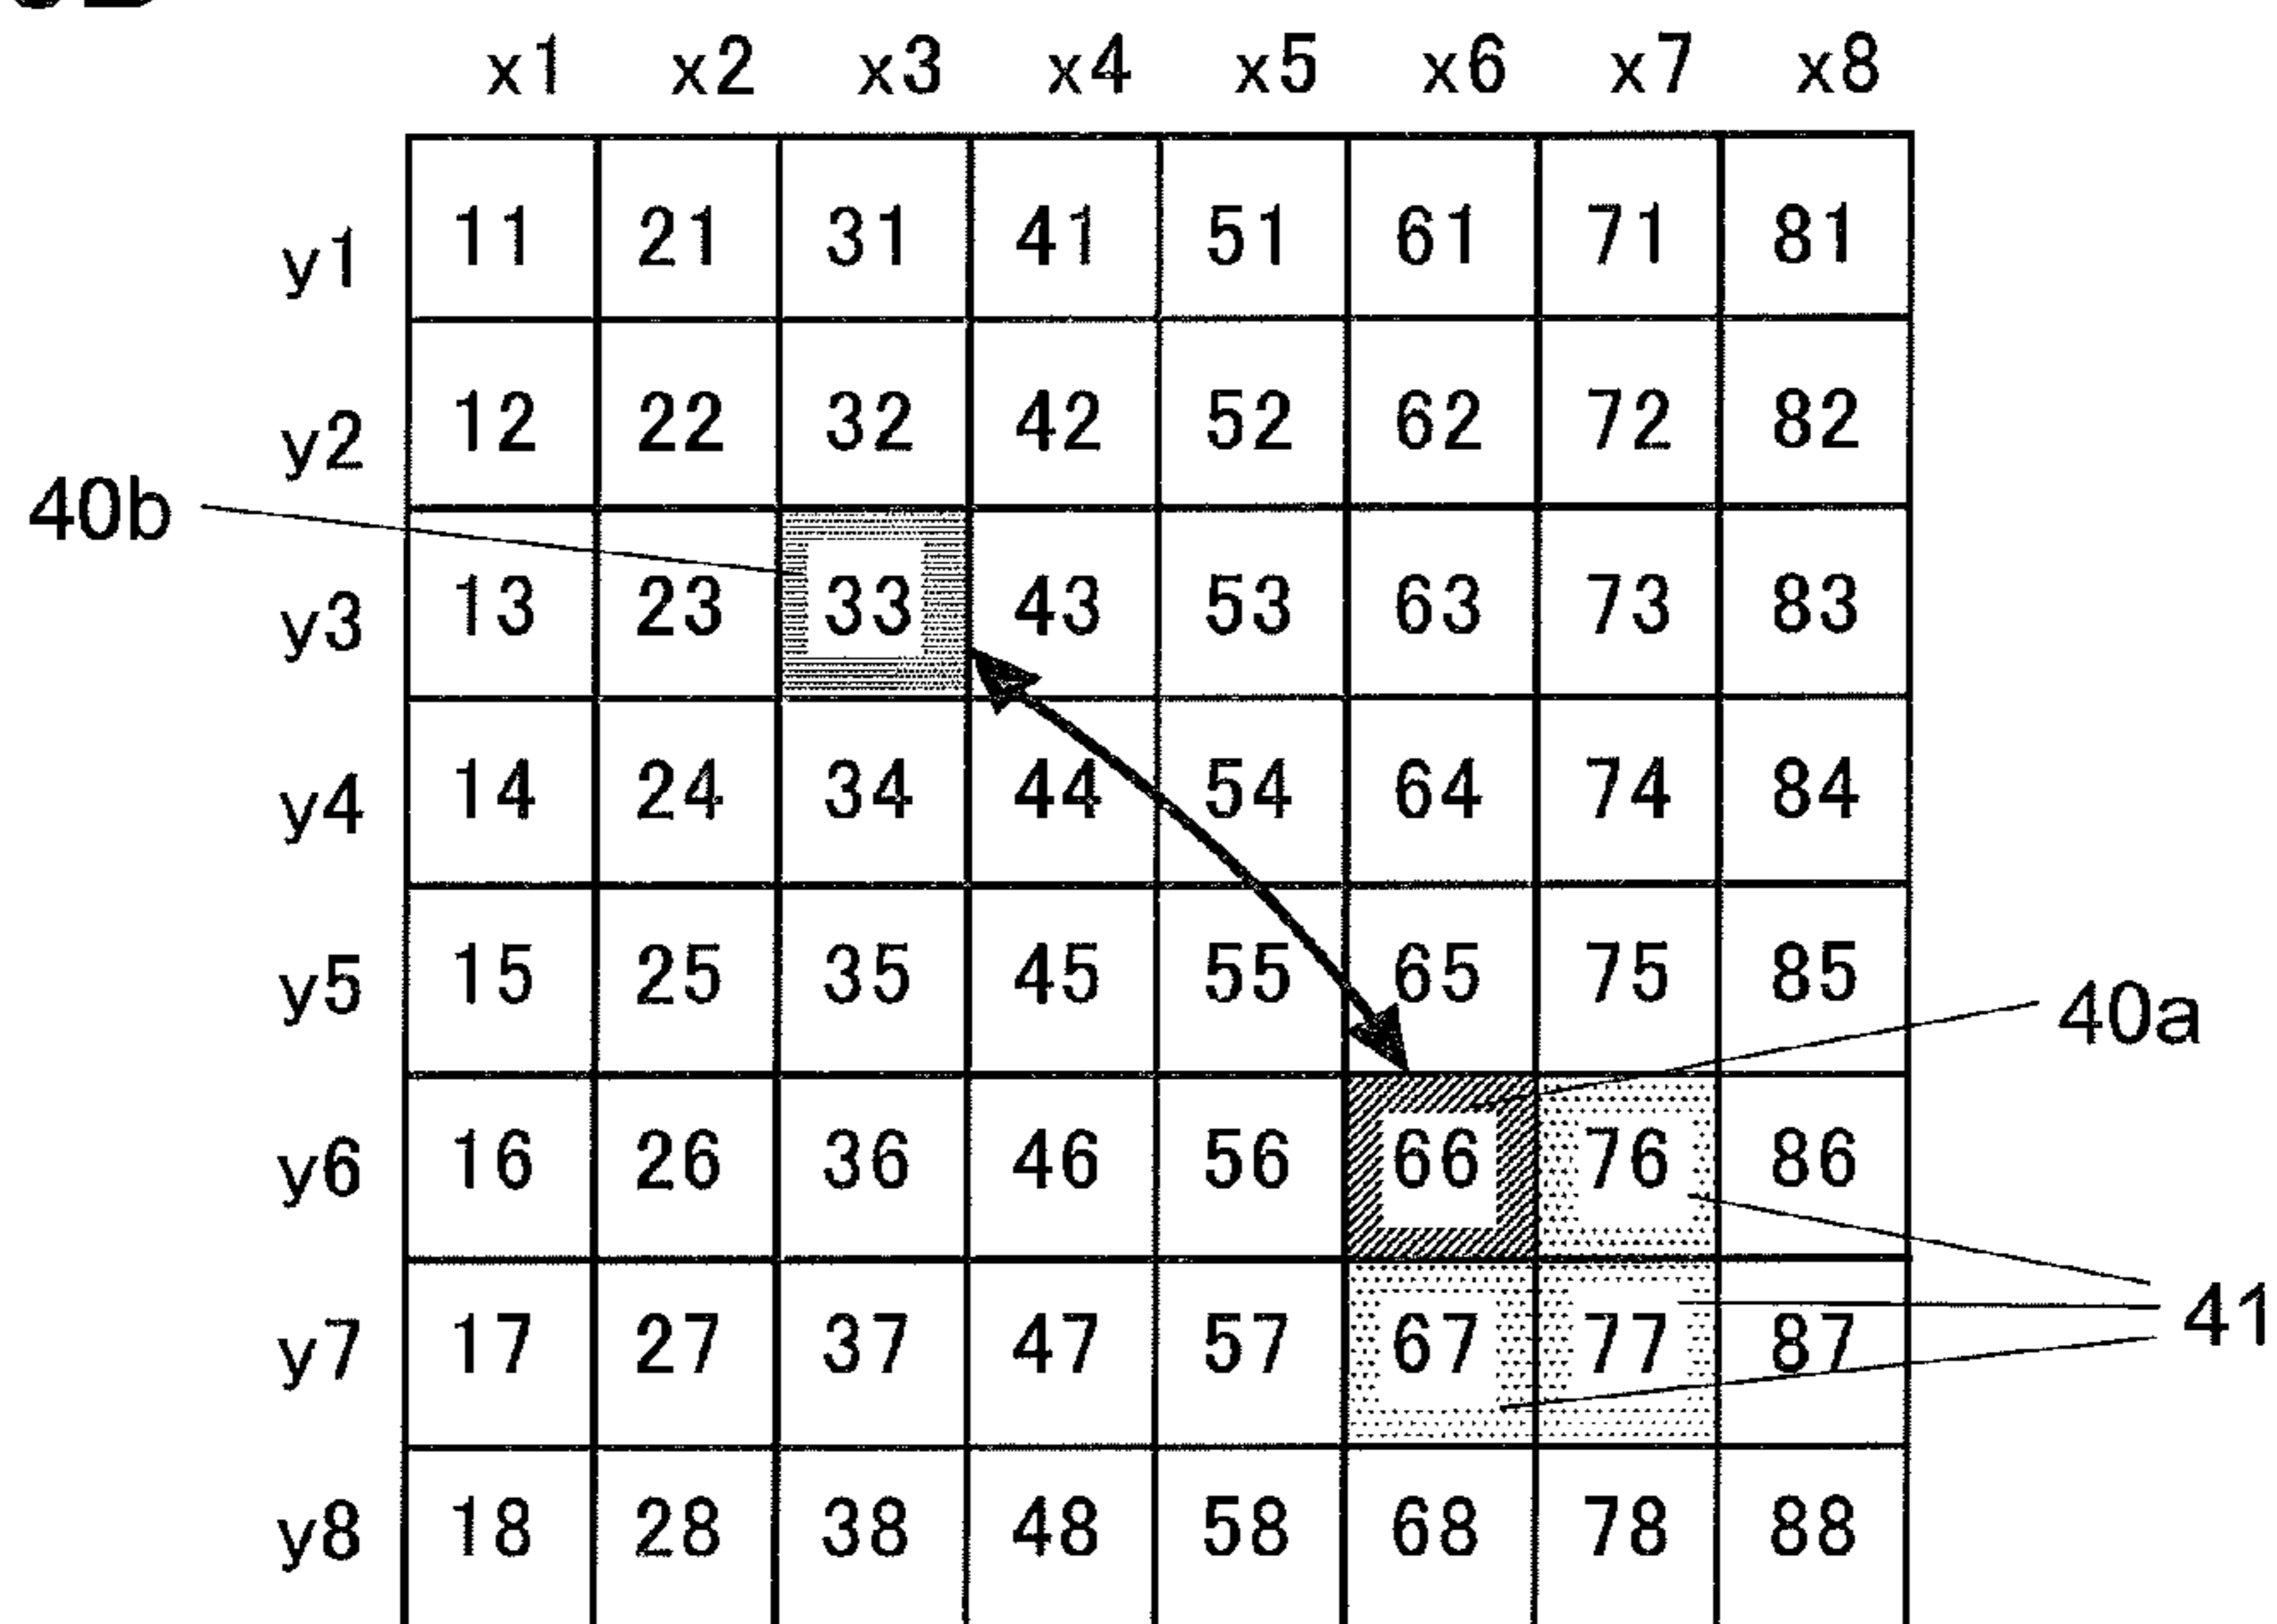 x1 x2 x3 x4 x5 x6 x7 x8
y1 11 21 31 41 51 61 71 81
y2 12 22 32 42 52 62 72 82
40b
y3 13 23 33 43 53 63 73 83
y4 14 24 34 44 54 64 74 84
y5 15 25 35 45 55 65 75 85
40a
y6 16 26 36 46 56 66 76 86
y7 17 27 37 47 57 67 77 87
41
y8 18 28 38 48 58 68 78 88